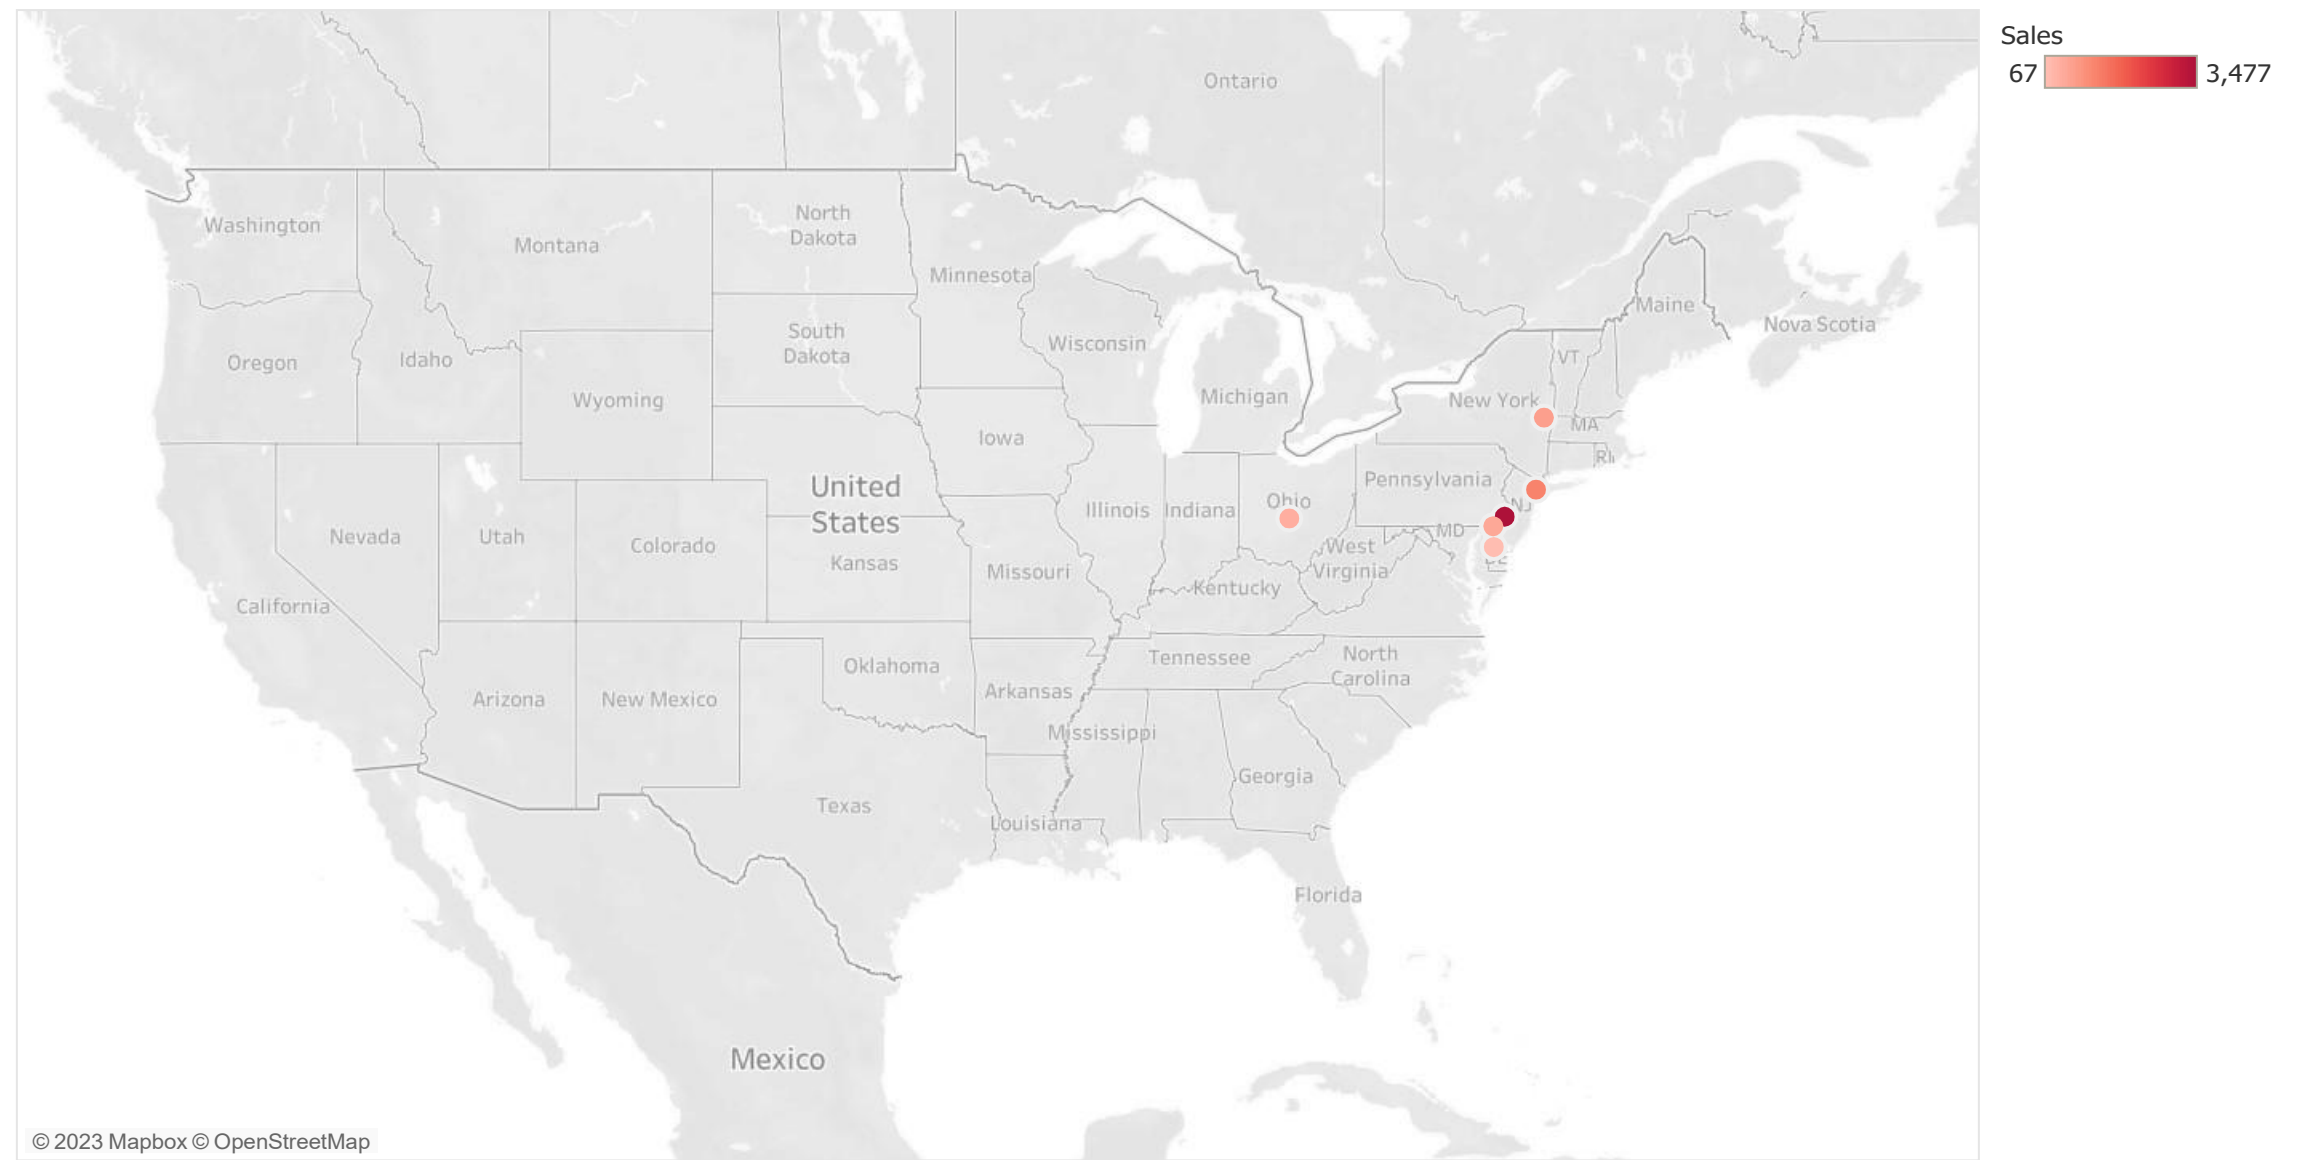 Sales
67
3,477
Ontario
Washington
Montana
North
Dakota
Minnesota
Maine
Nova Scotia
Oregon
Idaho
South
Dakota
Wisconsin
VT
Wyoming
Michigan
New York
MA
Iowa
RI
Pennsylvania
United
States
Ohio
NJ
Illinois
Indiana
Nevada
Utah
Colorado
MD
West
Virginia
Kansas
Missouri
Kentucky
California
Tennessee
North
Carolina
Oklahoma
Arkansas
Arizona
New Mexico
Mississippi
Georgia
Texas
Louisiana
Florida
Mexico
© 2023 Mapbox © OpenStreetMap